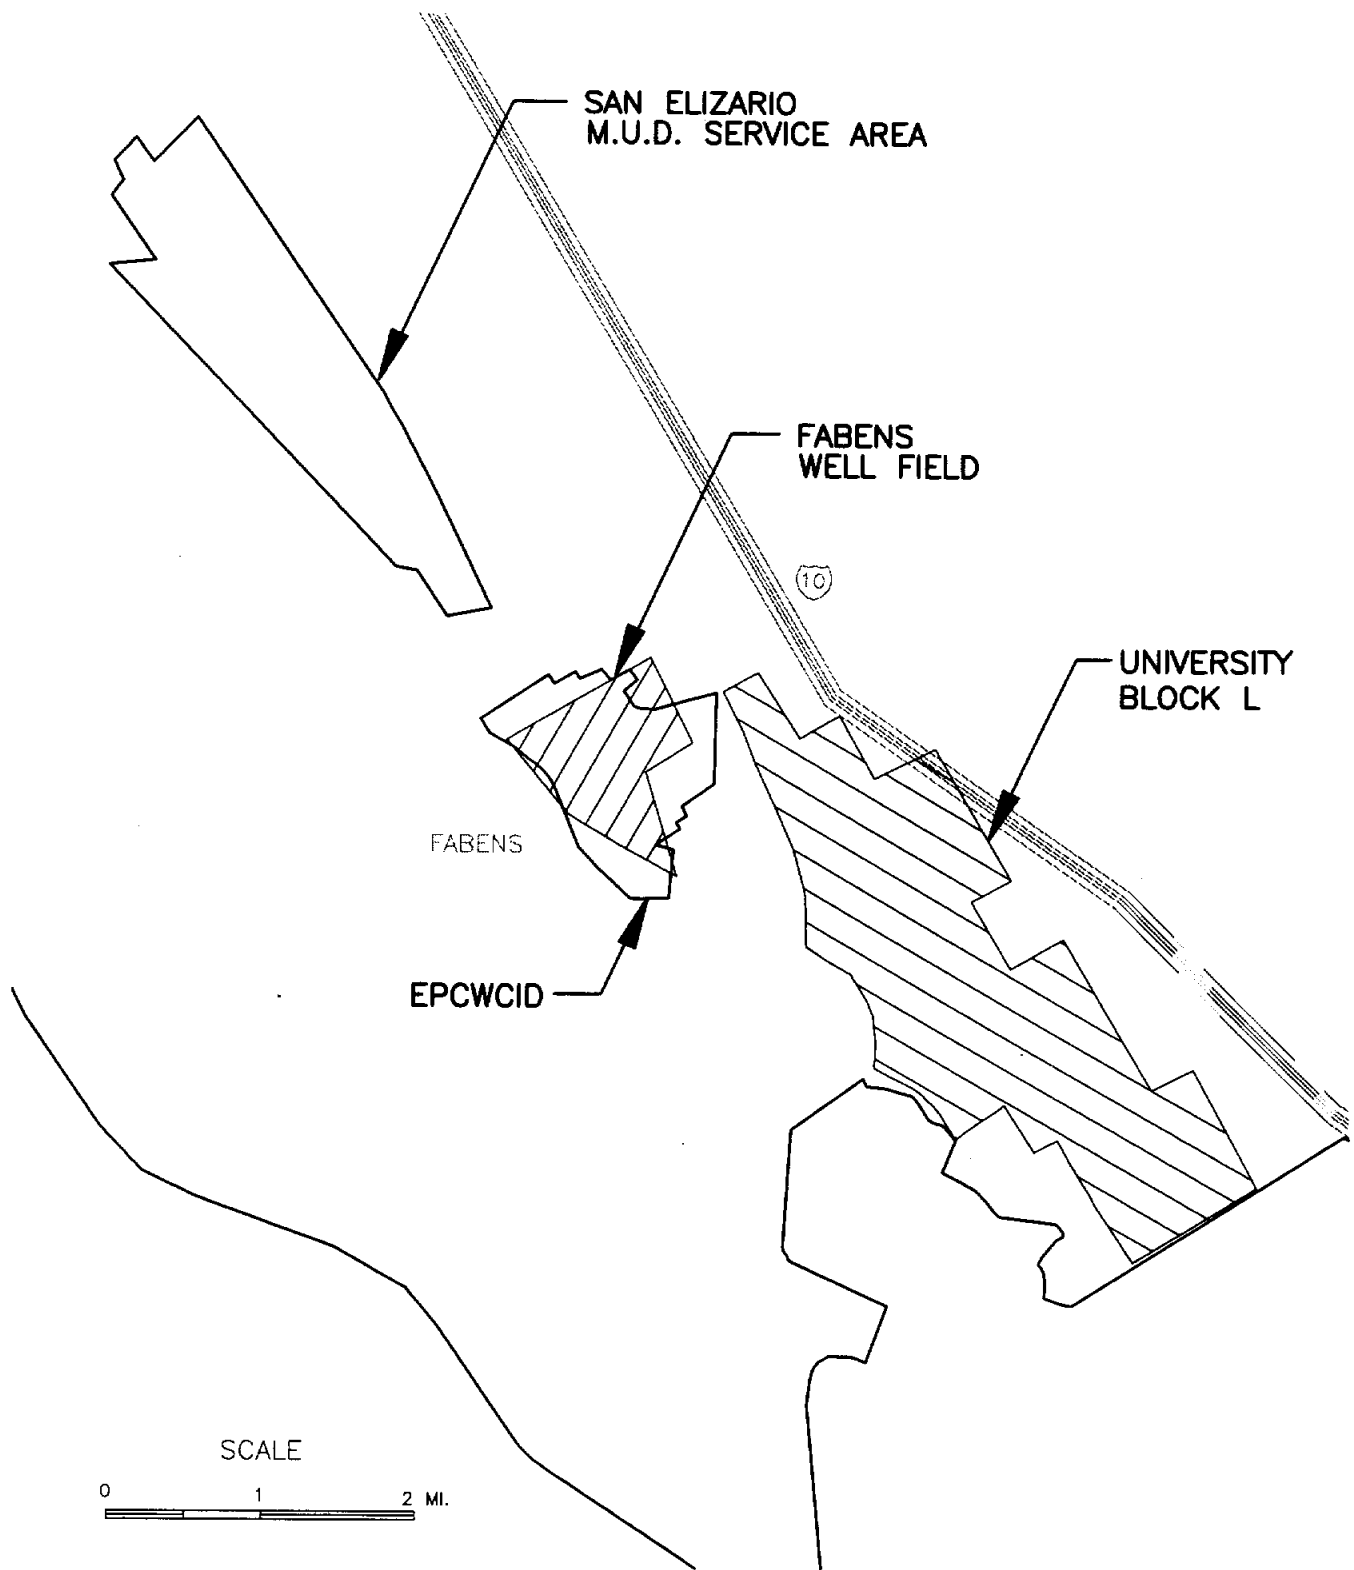 SAN ELIZARIO
M.U.D. SERVICE AREA
FABENS
WELL FIELD
10
UNIVERSITY
BLOCK L
FABENS
EPCWCID
SCALE
0 1 2 MI.